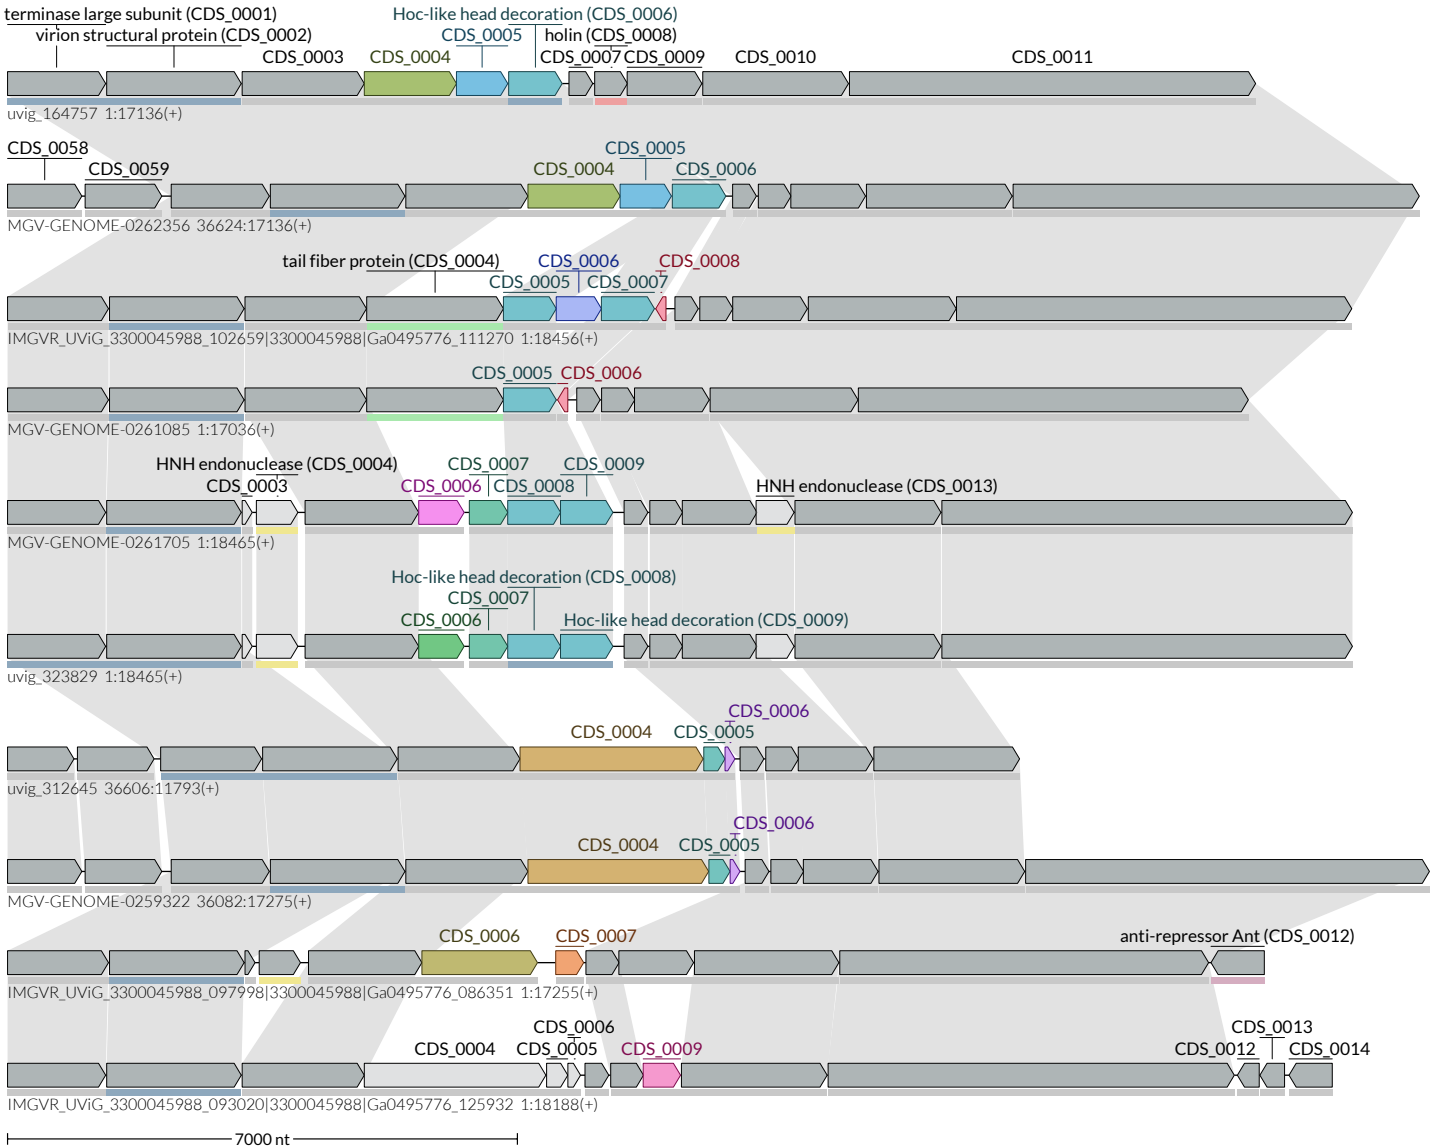 terminase large subunit (CDS_0001)
Hoc-like head decoration (CDS_0006)
virion structural protein (CDS_0002)
CDS_0005
holin (CDS_0008)
CDS_0003
CDS_0004
CDS_0007
CDS_0009
CDS_0010
CDS_0011
uvig_164757 1:17136(+)
CDS_0058
CDS_0005
CDS_0059
CDS_0004
CDS_0006
MGV-GENOME-0262356 36624:17136(+)
tail fiber protein (CDS_0004)
CDS_0006
CDS_0008
CDS_0005
CDS_0007
IMGVR_UViG_3300045988_102659|3300045988|Ga0495776_111270 1:18456(+)
CDS_0005
CDS_0006
MGV-GENOME-0261085 1:17036(+)
HNH endonuclease (CDS_0004)
CDS_0007
CDS_0009
CDS_0003
CDS_0006
CDS_0008
HNH endonuclease (CDS_0013)
MGV-GENOME-0261705 1:18465(+)
Hoc-like head decoration (CDS_0008)
CDS_0007
CDS_0006
Hoc-like head decoration (CDS_0009)
uvig_323829 1:18465(+)
CDS_0006
CDS_0004
CDS_0005
uvig_312645 36606:11793(+)
CDS_0006
CDS_0004
CDS_0005
MGV-GENOME-0259322 36082:17275(+)
CDS_0006
CDS_0007
anti-repressor Ant (CDS_0012)
IMGVR_UViG_3300045988_097998|3300045988|Ga0495776_086351 1:17255(+)
CDS_0006
CDS_0013
CDS_0004
CDS_0005
CDS_0009
CDS_0012
CDS_0014
IMGVR_UViG_3300045988_093020|3300045988|Ga0495776_125932 1:18188(+)
7000 nt